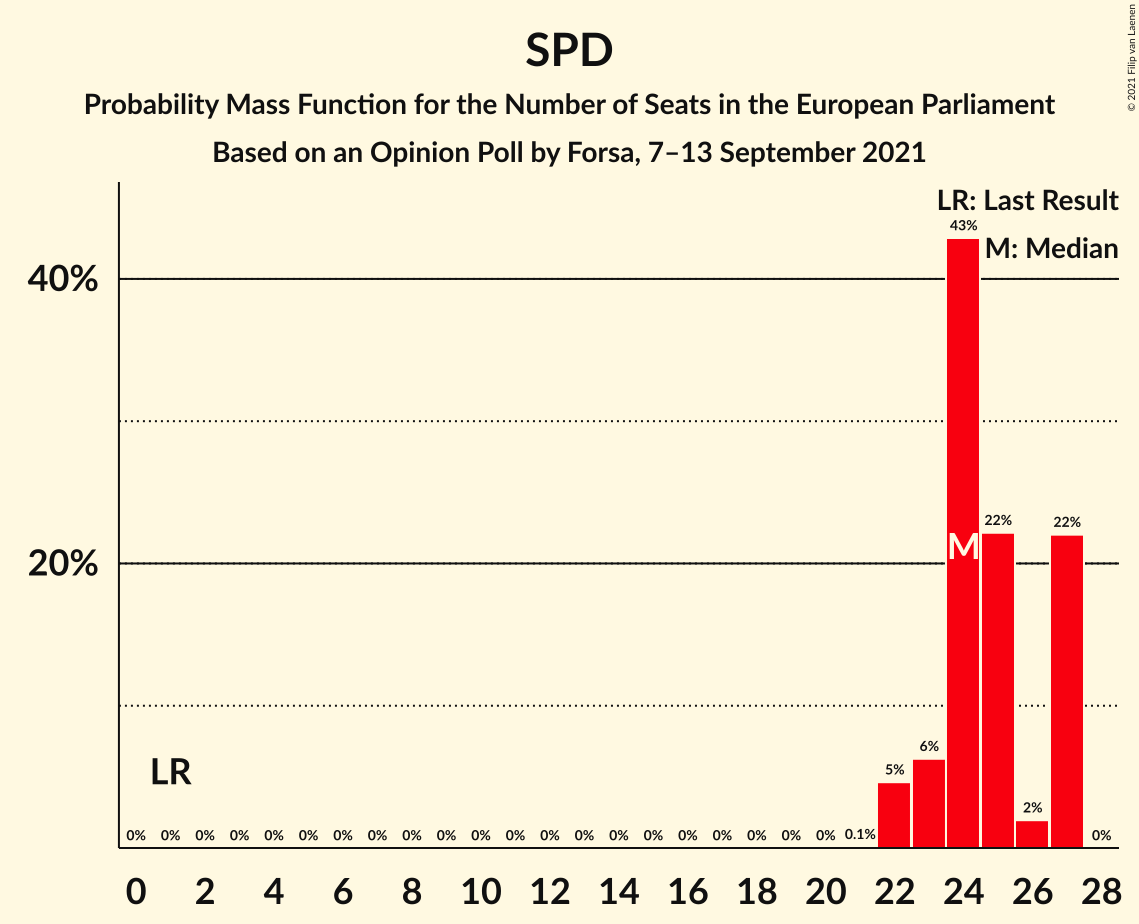 SPD
Probability Mass Function for the Number of Seats in the European Parliament
Based on an Opinion Poll by Forsa, 7–13 September 2021
© 2021 Filip van Laenen
LR: Last Result
M: Median
40%
20%
43%
M
22%
22%
LR
0% 0% 0% 0% 0% 0% 0% 0% 0% 0% 0% 0% 0% 0% 0% 0% 0% 0% 0% 0% 0% 0.1% 5% 6% 2% 0%
0 2 4 6 8 10 12 14 16 18 20 22 24 26 28